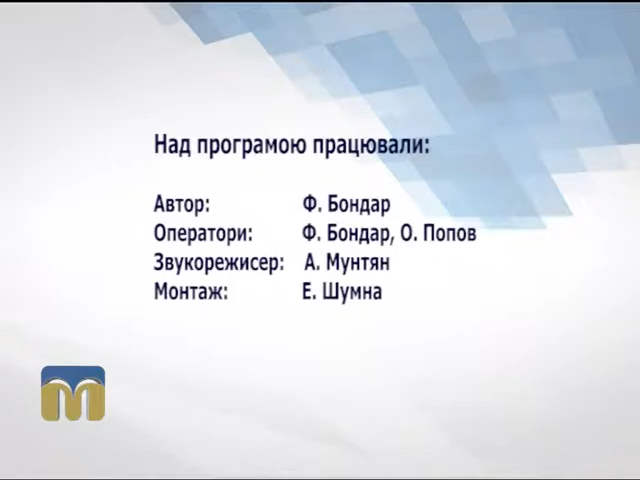 Над програмою працювали:
Автор: Ф. Бондар
Оператори: Ф. Бондар, О. Попов
Звукорежисер: А. Мунтян
Монтаж: Е. Шумна